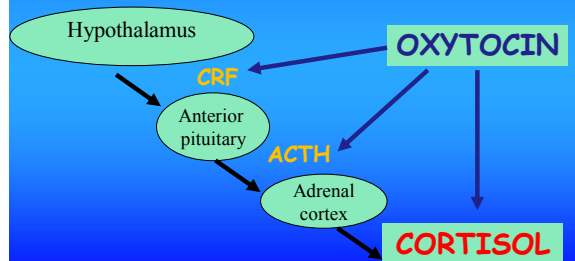 Hypothalamus
OXYTOCIN
CRF
Anterior
pituitary
ACTH
Adrenal
cortex
CORTISOL